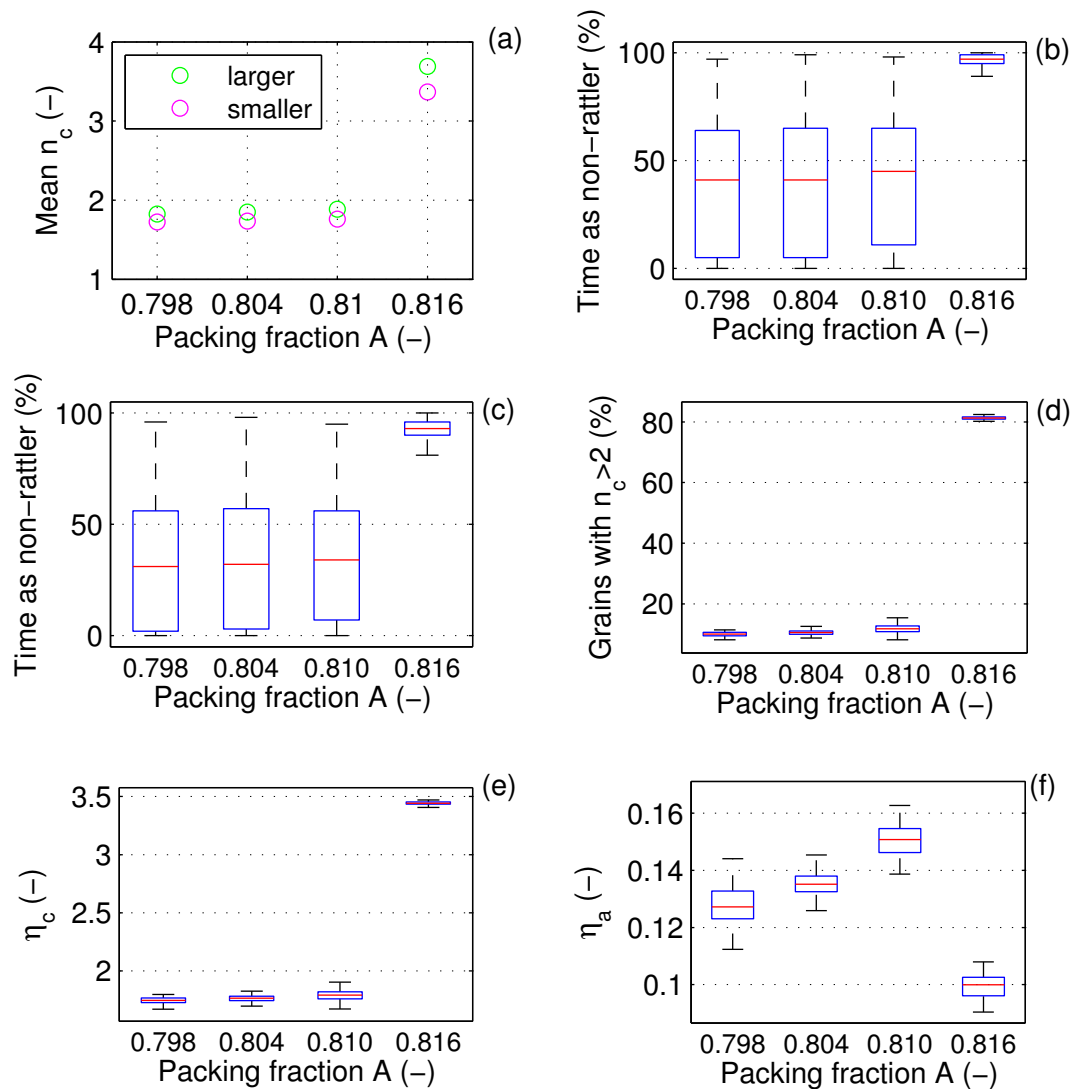 (a)
Mean n_c (−)
4
3
2
1
larger
smaller
0.798 0.804 0.81 0.816
Packing fraction A (−)
(b)
Time as non−rattler (%)
100
50
0
0.798 0.804 0.810 0.816
Packing fraction A (−)
(c)
Time as non−rattler (%)
100
50
0
0.798 0.804 0.810 0.816
Packing fraction A (−)
(d)
Grains with n_c>2 (%)
80
60
40
20
0.798 0.804 0.810 0.816
Packing fraction A (−)
(e)
η_c (−)
3.5
3
2.5
2
0.798 0.804 0.810 0.816
Packing fraction A (−)
(f)
η_a (−)
0.16
0.14
0.12
0.1
0.798 0.804 0.810 0.816
Packing fraction A (−)